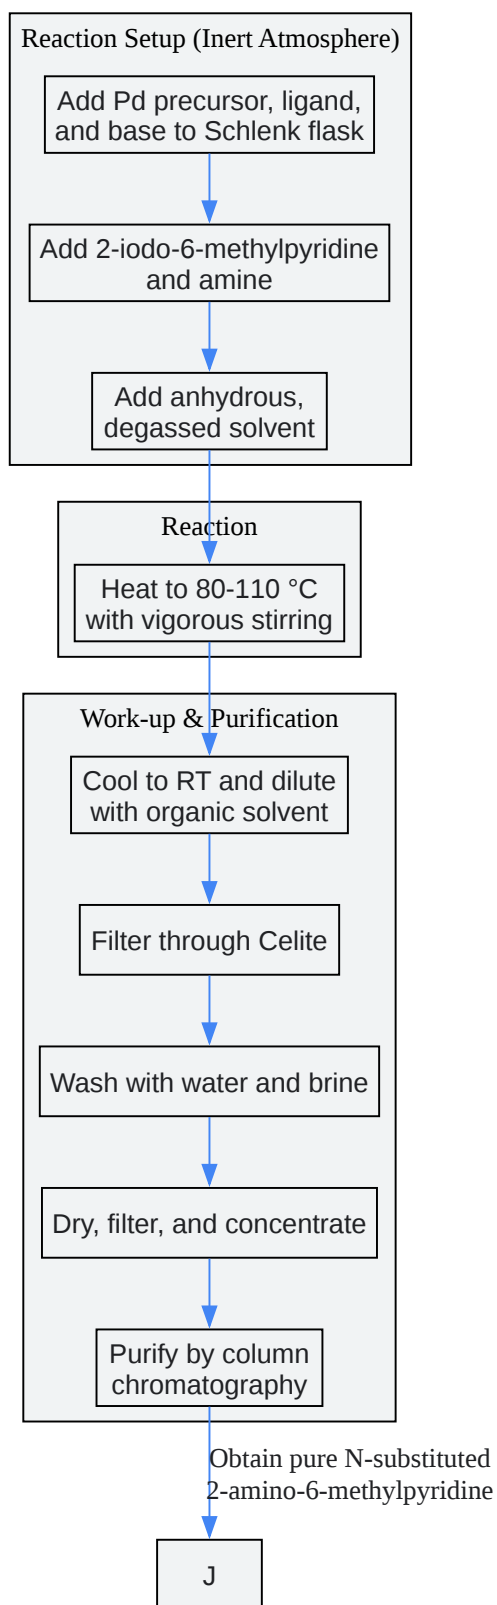 Reaction Setup (Inert Atmosphere)
Add Pd precursor, ligand,
and base to Schlenk flask
Add 2-iodo-6-methylpyridine
and amine
Add anhydrous,
degassed solvent
Reaction
Heat to 80-110 °C
with vigorous stirring
Work-up & Purification
Cool to RT and dilute
with organic solvent
Filter through Celite
Wash with water and brine
Dry, filter, and concentrate
Purify by column
chromatography
Obtain pure N-substituted
2-amino-6-methylpyridine
J